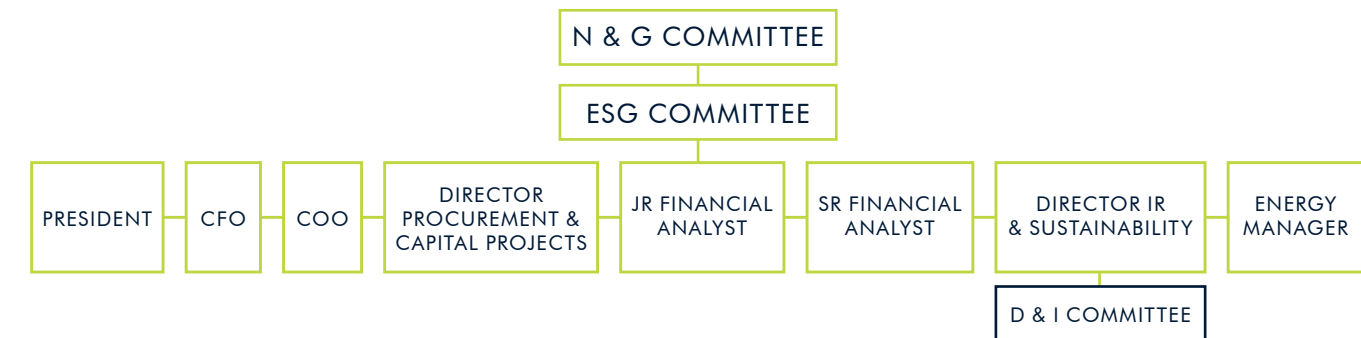 N & G COMMITTEE
ESG COMMITTEE
PRESIDENT
CFO
COO
DIRECTOR
PROCUREMENT &
CAPITAL PROJECTS
JR FINANCIAL
ANALYST
SR FINANCIAL
ANALYST
DIRECTOR IR
& SUSTAINABILITY
ENERGY
MANAGER
D & I COMMITTEE